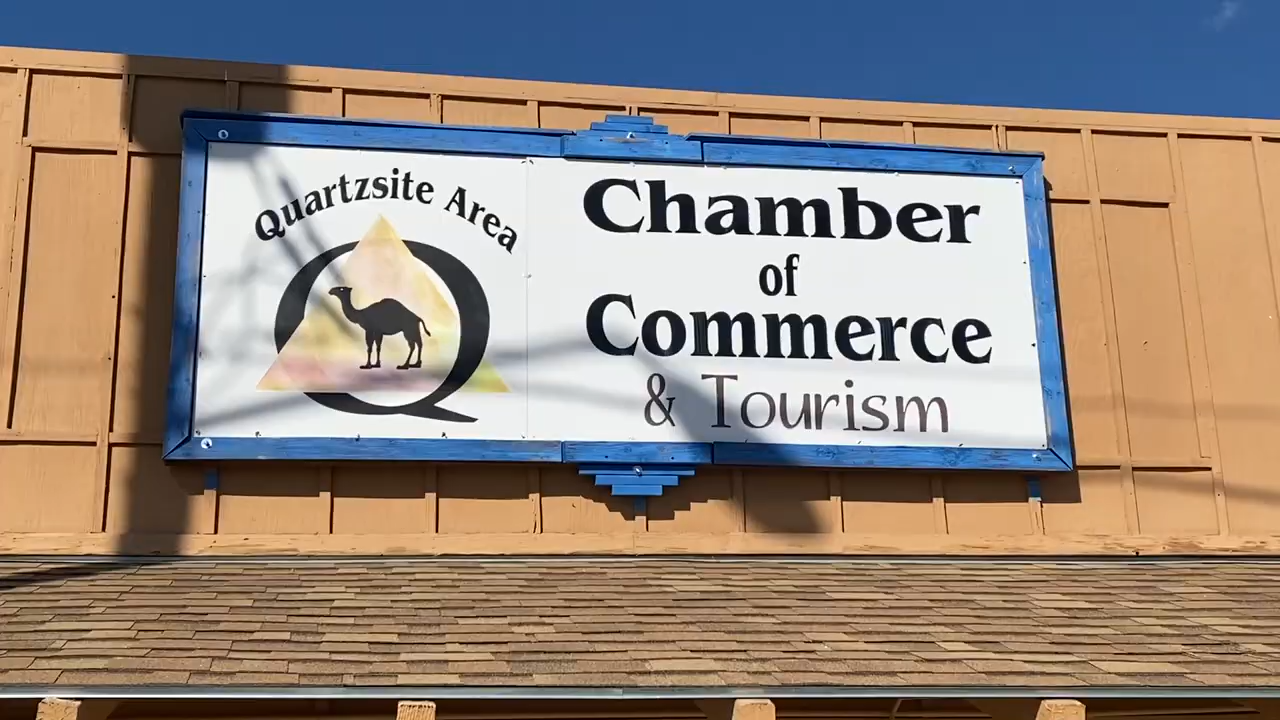 Quartzsite Area
Q
Chamber
of
Commerce
& Tourism